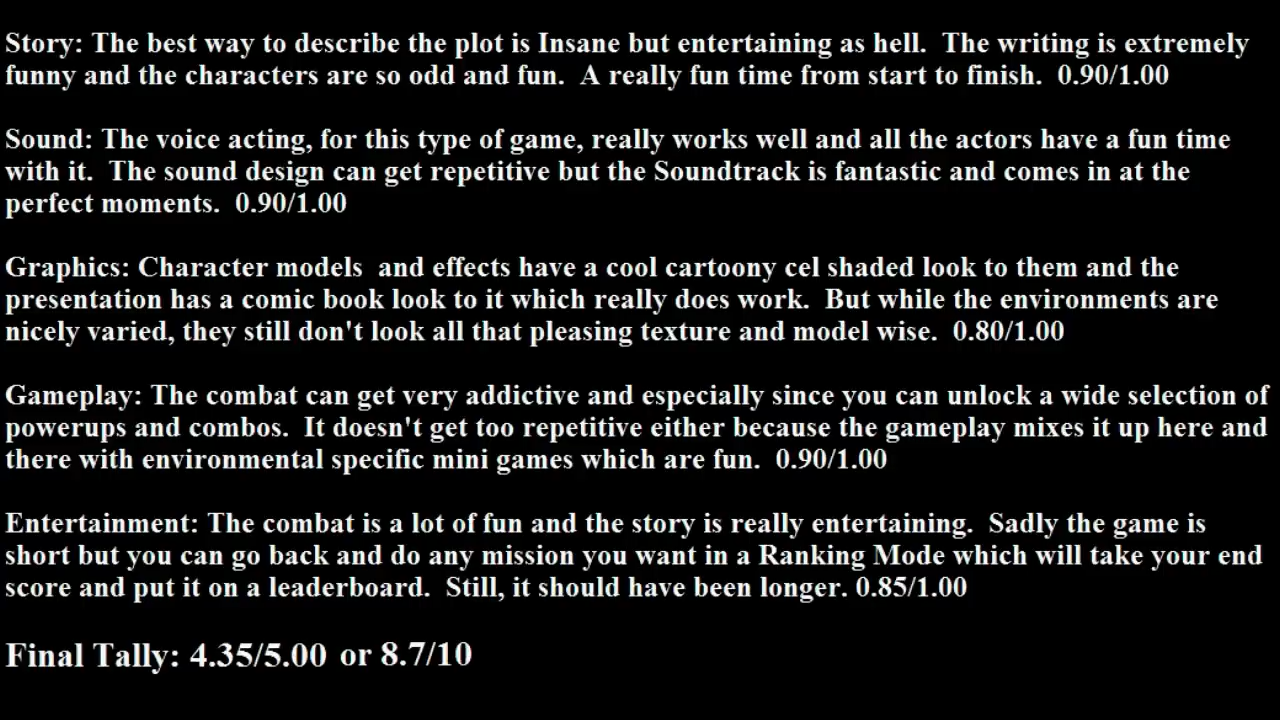 Story: The best way to describe the plot is Insane but entertaining as hell.  The writing is extremely
funny and the characters are so odd and fun.  A really fun time from start to finish.  0.90/1.00
Sound: The voice acting, for this type of game, really works well and all the actors have a fun time
with it.  The sound design can get repetitive but the Soundtrack is fantastic and comes in at the
perfect moments.  0.90/1.00
Graphics: Character models  and effects have a cool cartoony cel shaded look to them and the
presentation has a comic book look to it which really does work.  But while the environments are
nicely varied, they still don't look all that pleasing texture and model wise.  0.80/1.00
Gameplay: The combat can get very addictive and especially since you can unlock a wide selection of
powerups and combos.  It doesn't get too repetitive either because the gameplay mixes it up here and
there with environmental specific mini games which are fun.  0.90/1.00
Entertainment: The combat is a lot of fun and the story is really entertaining.  Sadly the game is
short but you can go back and do any mission you want in a Ranking Mode which will take your end
score and put it on a leaderboard.  Still, it should have been longer. 0.85/1.00
Final Tally: 4.35/5.00 or 8.7/10